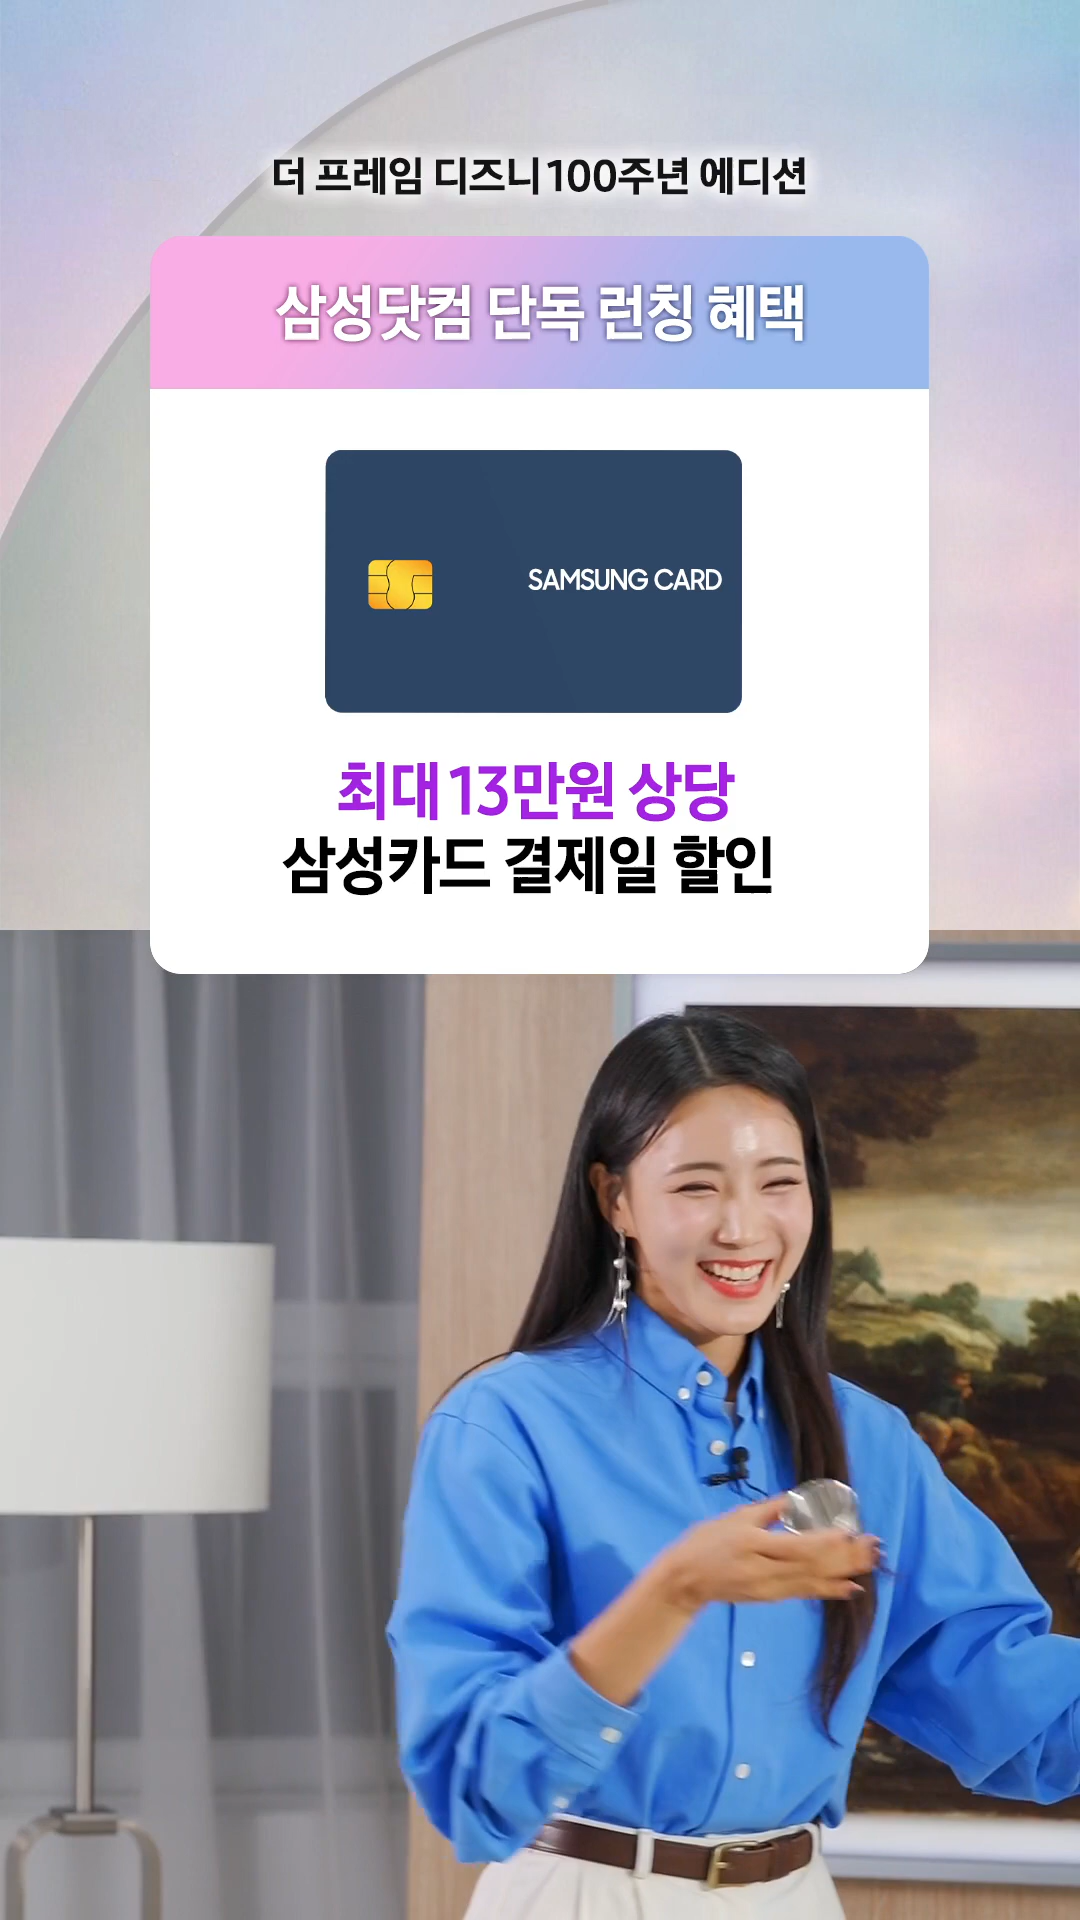 더 프레임 디즈니100주년 에디션
삼성닷컴 단독 런칭 혜택
SAMSUNG CARD
최대 13만원 상당
삼성카드 결제일 할인